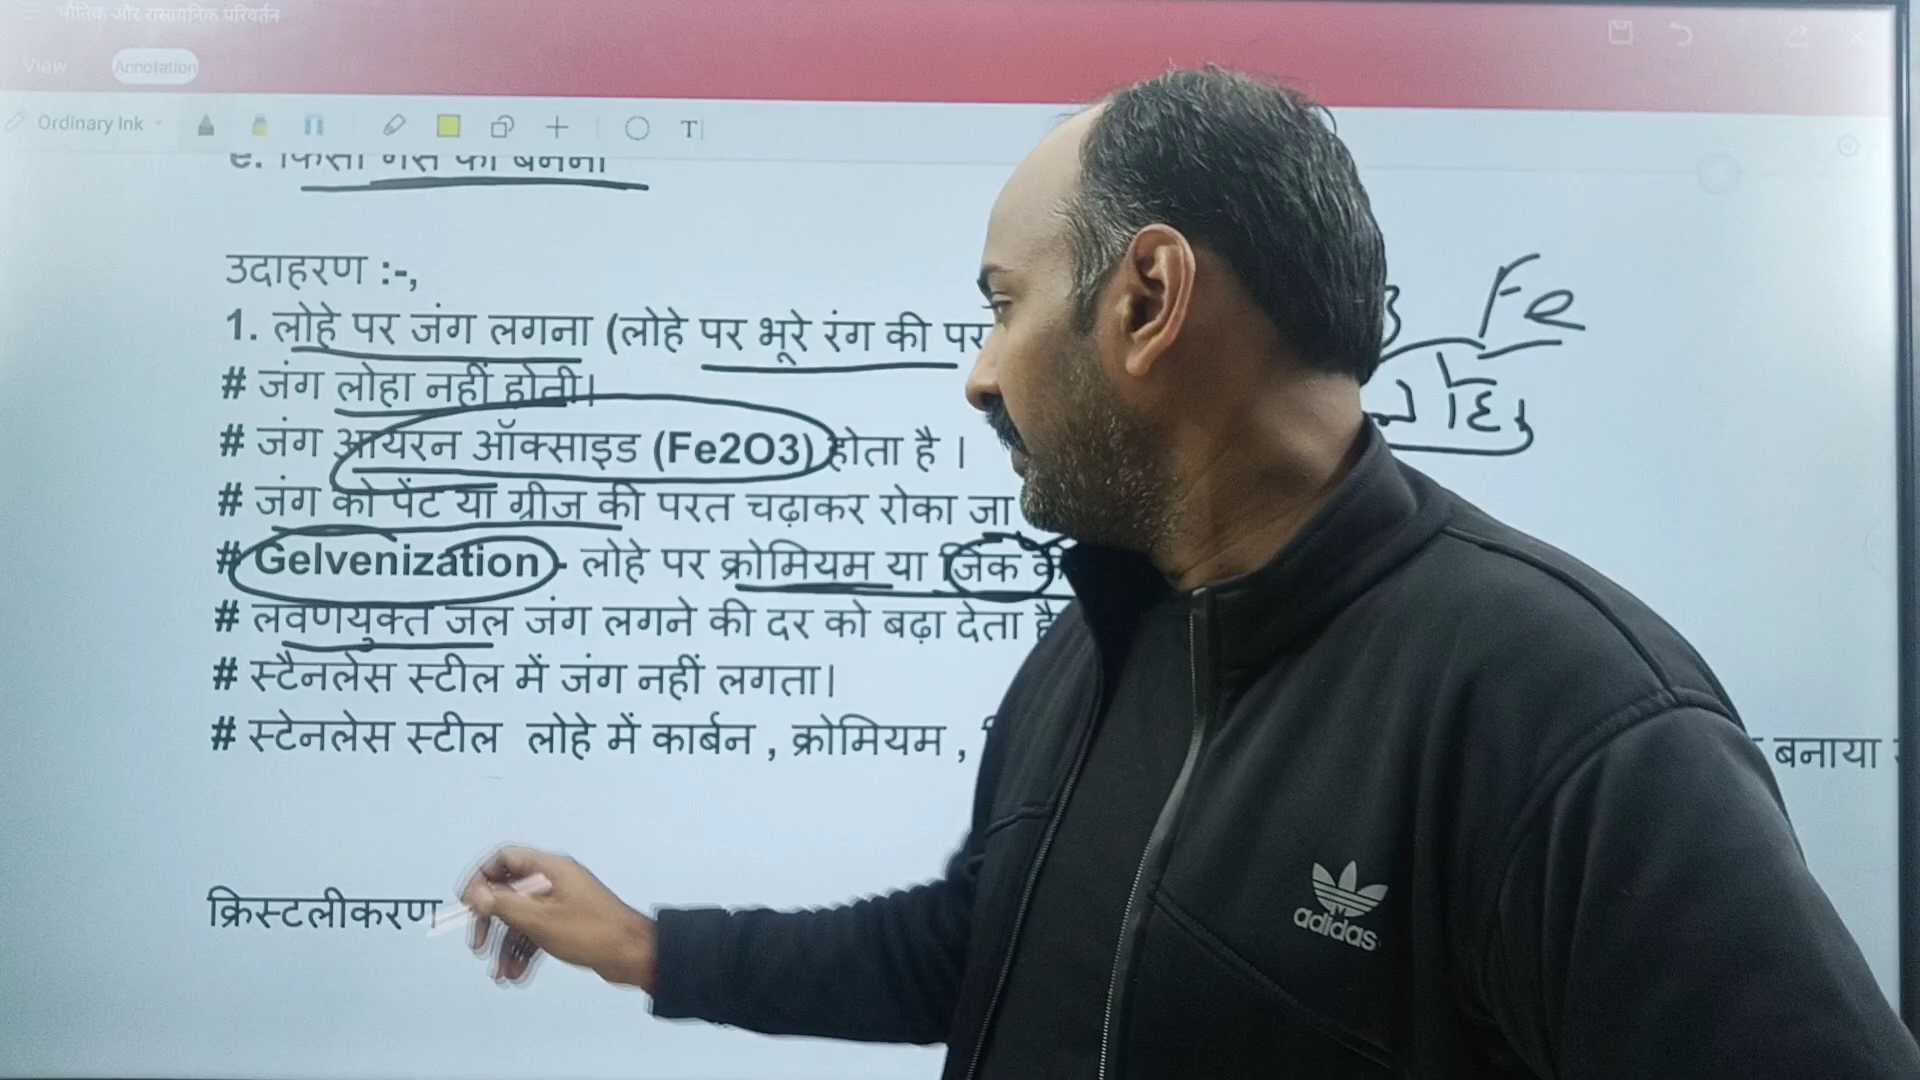 भौतिक और रासायनिक परिवर्तन
View Annotation
Ordinary Ink T
e. किसी गैस का बनना
उदाहरण :-,
1. लोहे पर जंग लगना (लोहे पर भूरे रंग की
# जंग लोहा नहीं होती।
# जंग आयरन ऑक्साइड (Fe2O3) होता है ।
# जंग को पेंट या ग्रीज की परत चढ़ाकर रोका जा
# Gelvenization - लोहे पर क्रोमियम या जिंक
# लवणयुक्त जल जंग लगने की दर को बढ़ा देता है
# स्टैनलेस स्टील में जंग नहीं लगता।
# स्टेनलेस स्टील लोहे में कार्बन , क्रोमियम , बनाया
क्रिस्टलीकरण
3 Fe
adidas